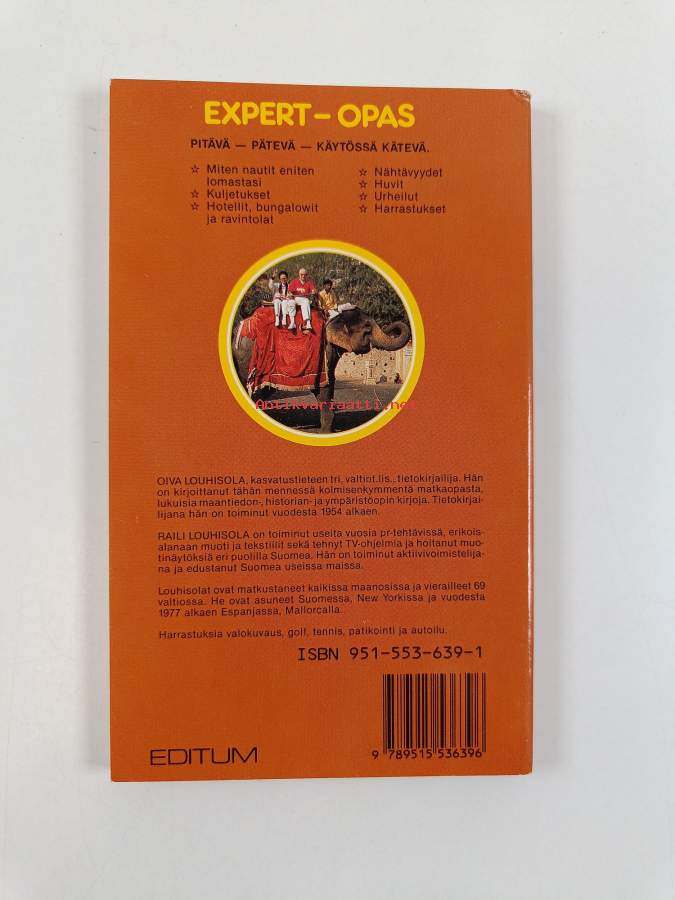 EXPERT – OPAS
PITÄVÄ — PÄTEVÄ — KÄYTÖSSÄ KÄTEVÄ.
☆ Miten nautit eniten
lomastasi
☆ Kuljetukset
☆ Hotellit, bungalowit
ja ravintolat
☆ Nähtävyydet
☆ Huvit
☆ Urheilut
☆ Harrastukset
Antikvariaatti.net
OIVA LOUHISOLA, kasvatustieteen tri, valtiot.lis., tietokirjailija. Hän
on kirjoittanut tähän mennessä kolmisenkymmentä matkaopasta,
lukuisia maantiedon-, historian- ja ympäristöopin kirjoja. Tietokirjai-
lijana hän on toiminut vuodesta 1954 alkaen.
RAILI LOUHISOLA on toiminut useita vuosia pr-tehtävissä, erikois-
alanaan muoti ja tekstiilit sekä tehnyt TV-ohjelmia ja hoitanut muo-
tinäytöksiä eri puolilla Suomea. Hän on toiminut aktiivivoimistelija-
na ja edustanut Suomea useissa maissa.
Louhisolat ovat matkustaneet kaikissa maanosissa ja vierailleet 69
valtiossa. He ovat asuneet Suomessa, New Yorkissa ja vuodesta
1977 alkaen Espanjassa, Mallorcalla.
Harrastuksia valokuvaus, golf, tennis, patikointi ja autoilu.
ISBN 951-553-639-1
EDITUM
9 789515 536396